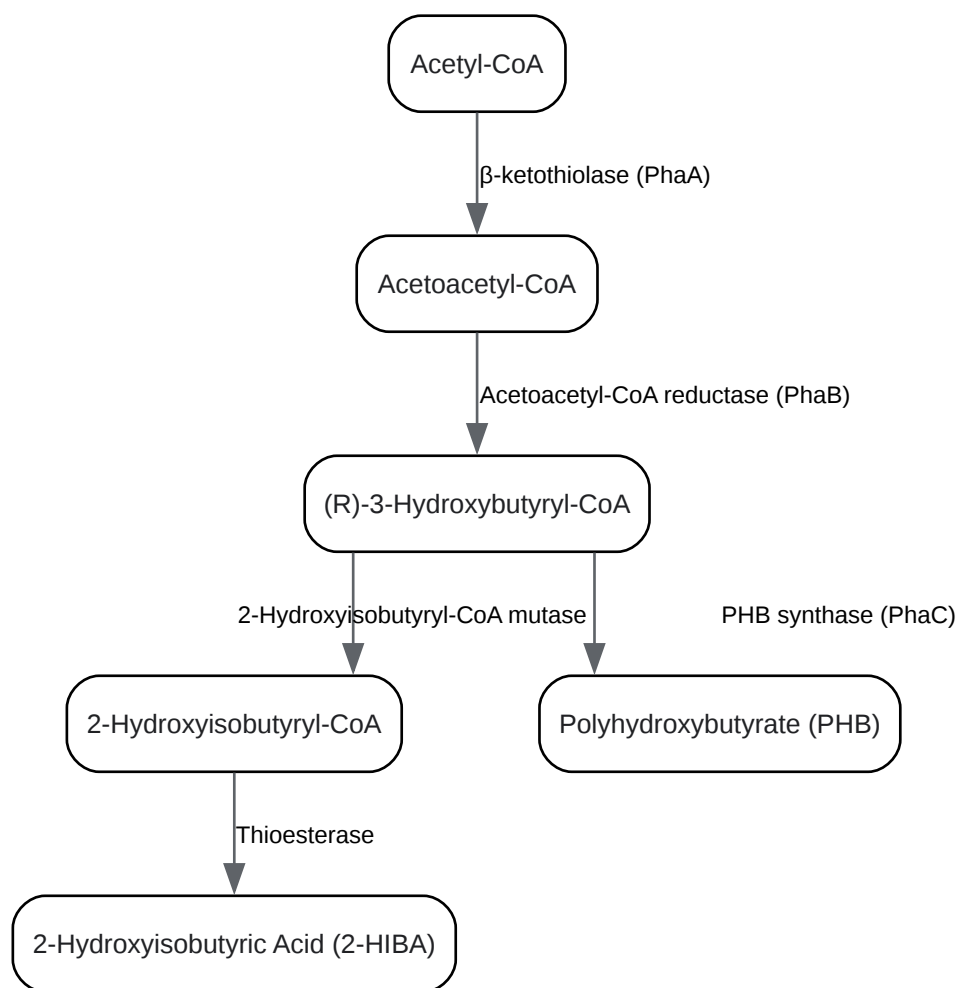 Acetyl-CoA
β-ketothiolase (PhaA)
Acetoacetyl-CoA
Acetoacetyl-CoA reductase (PhaB)
(R)-3-Hydroxybutyryl-CoA
2-Hydroxyisobutyryl-CoA mutase
PHB synthase (PhaC)
2-Hydroxyisobutyryl-CoA
Polyhydroxybutyrate (PHB)
Thioesterase
2-Hydroxyisobutyric Acid (2-HIBA)